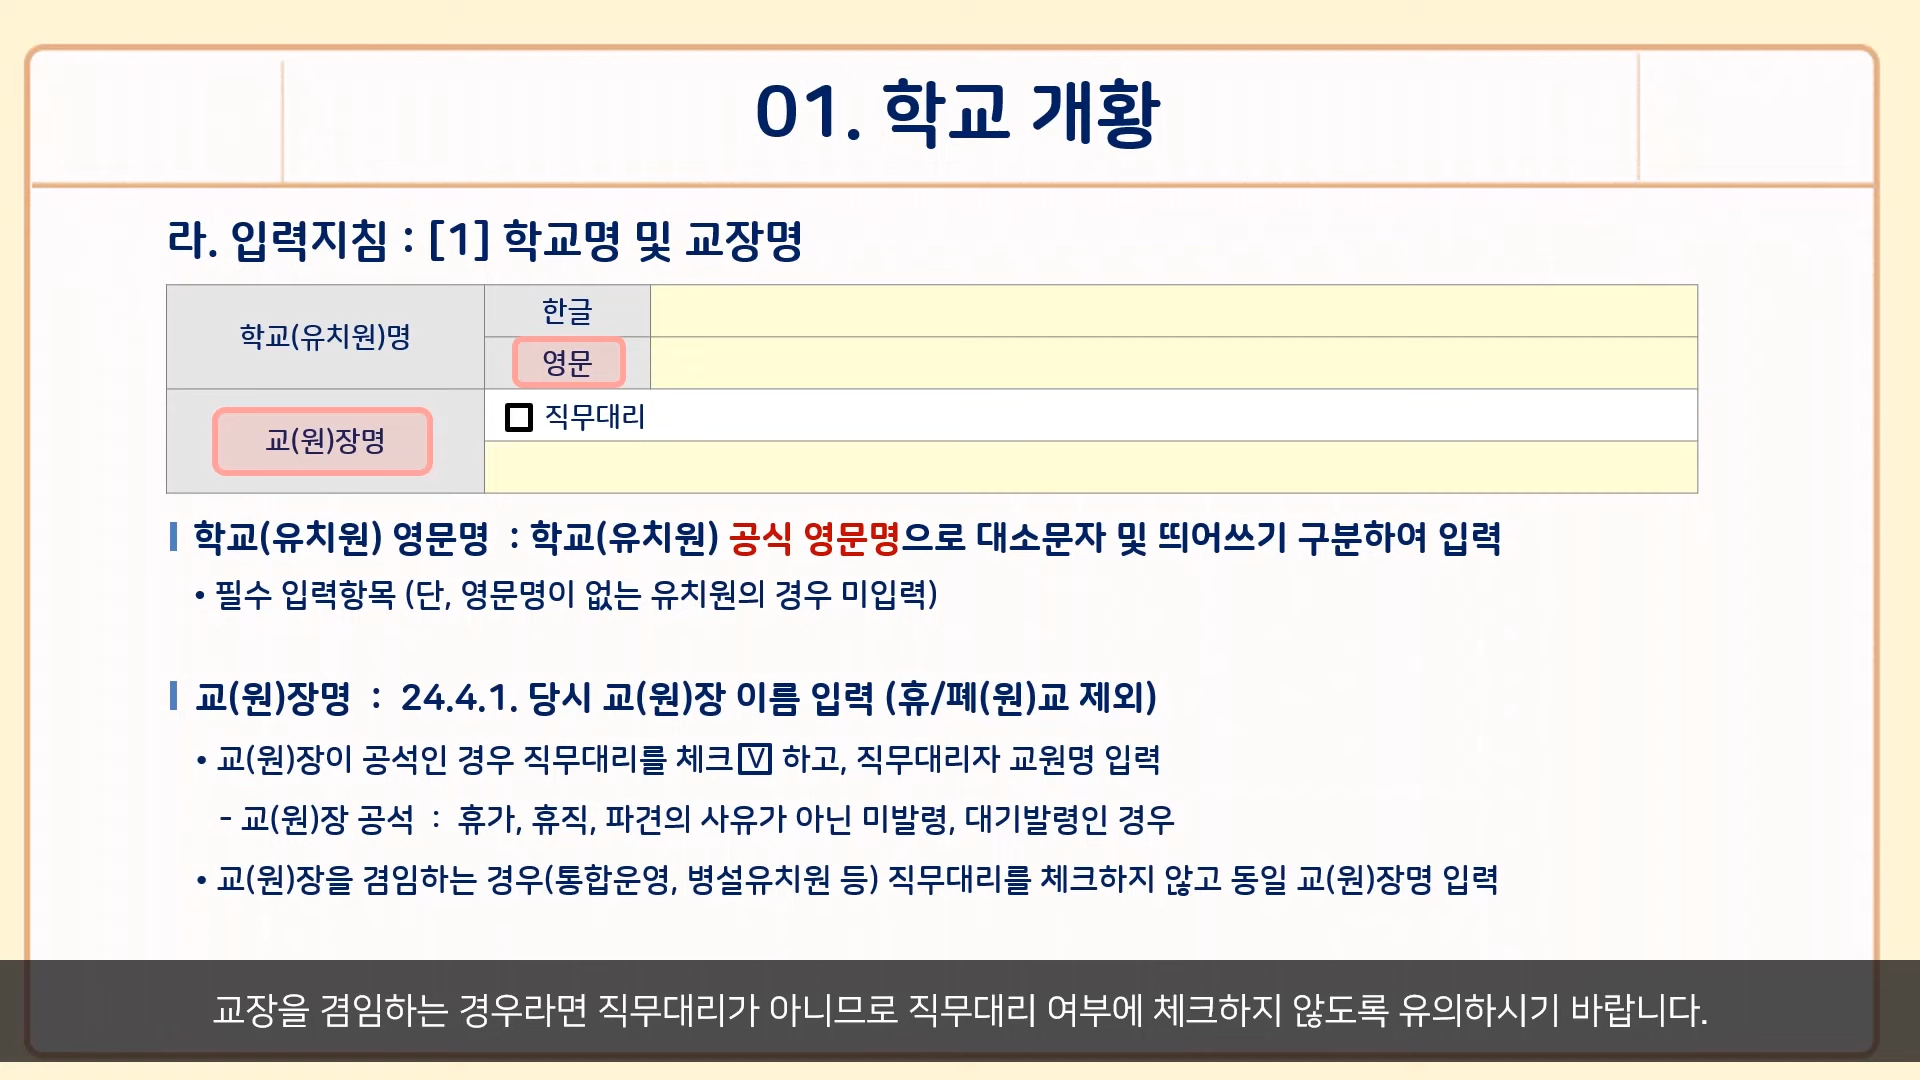 01. 학교 개황
라. 입력지침 : [1] 학교명 및 교장명
학교(유치원)명
한글
영문
교(원)장명
직무대리
학교(유치원) 영문명 : 학교(유치원) 공식 영문명으로 대소문자 및 띄어쓰기 구분하여 입력
• 필수 입력항목 (단, 영문명이 없는 유치원의 경우 미입력)
교(원)장명 : 24.4.1. 당시 교(원)장 이름 입력 (휴/폐(원)교 제외)
• 교(원)장이 공석인 경우 직무대리를 체크☑ 하고, 직무대리자 교원명 입력
- 교(원)장 공석 : 휴가, 휴직, 파견의 사유가 아닌 미발령, 대기발령인 경우
• 교(원)장을 겸임하는 경우(통합운영, 병설유치원 등) 직무대리를 체크하지 않고 동일 교(원)장명 입력
교장을 겸임하는 경우라면 직무대리가 아니므로 직무대리 여부에 체크하지 않도록 유의하시기 바랍니다.